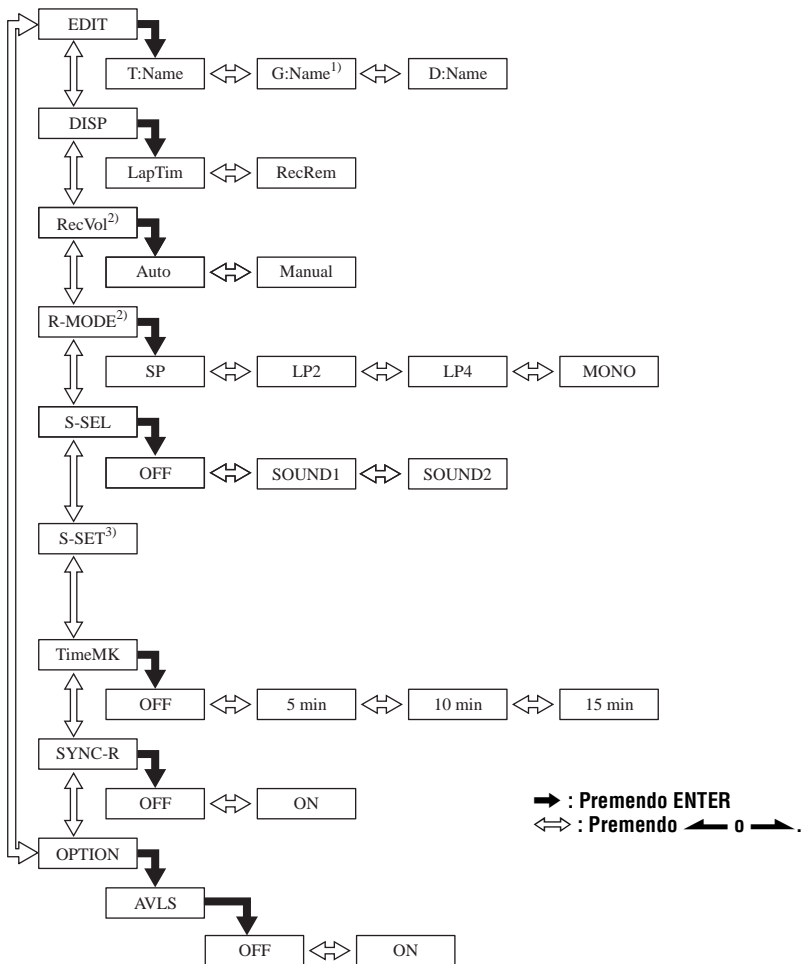 EDIT
T:Name G:Name1) D:Name
DISP
LapTim RecRem
RecVol2)
Auto Manual
R-MODE2)
SP LP2 LP4 MONO
S-SEL
OFF SOUND1 SOUND2
S-SET3)
TimeMK
OFF 5 min 10 min 15 min
SYNC-R
OFF ON
: Premendo ENTER
: Premendo o .
OPTION
AVLS
OFF ON